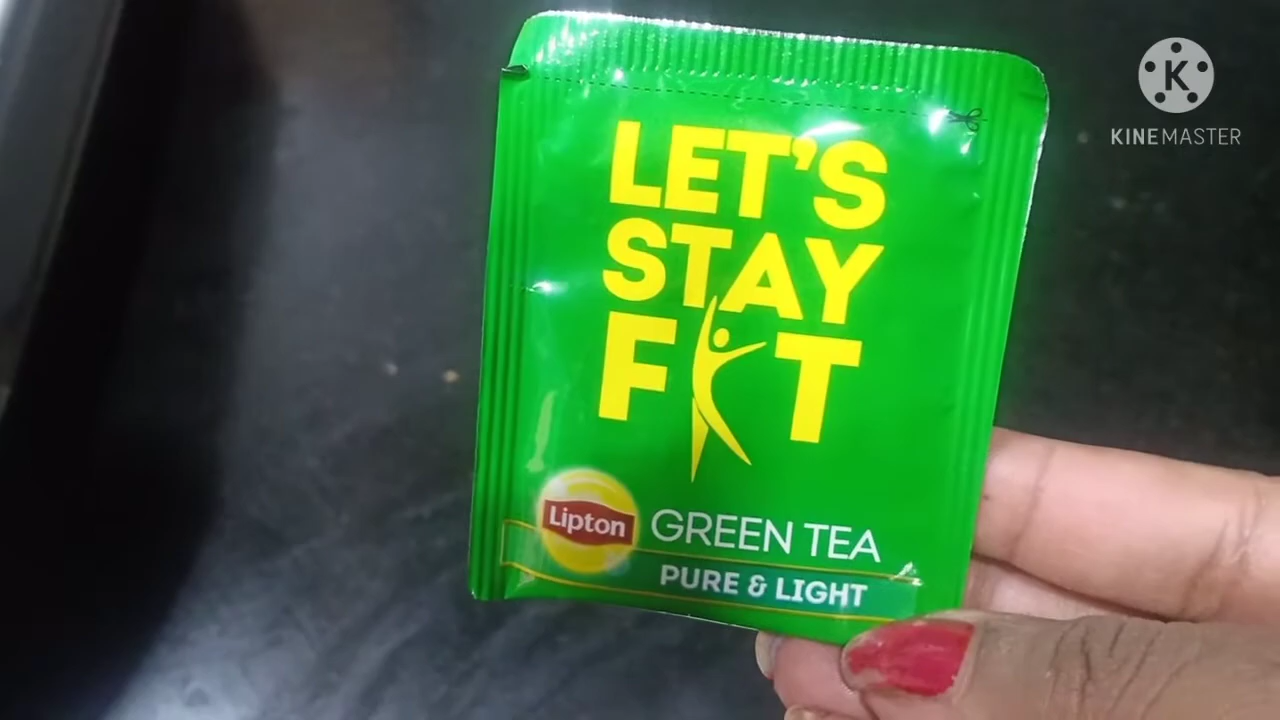 LET'S
STAY
FIT
Lipton
GREEN TEA
PURE & LIGHT
K
KINEMASTER